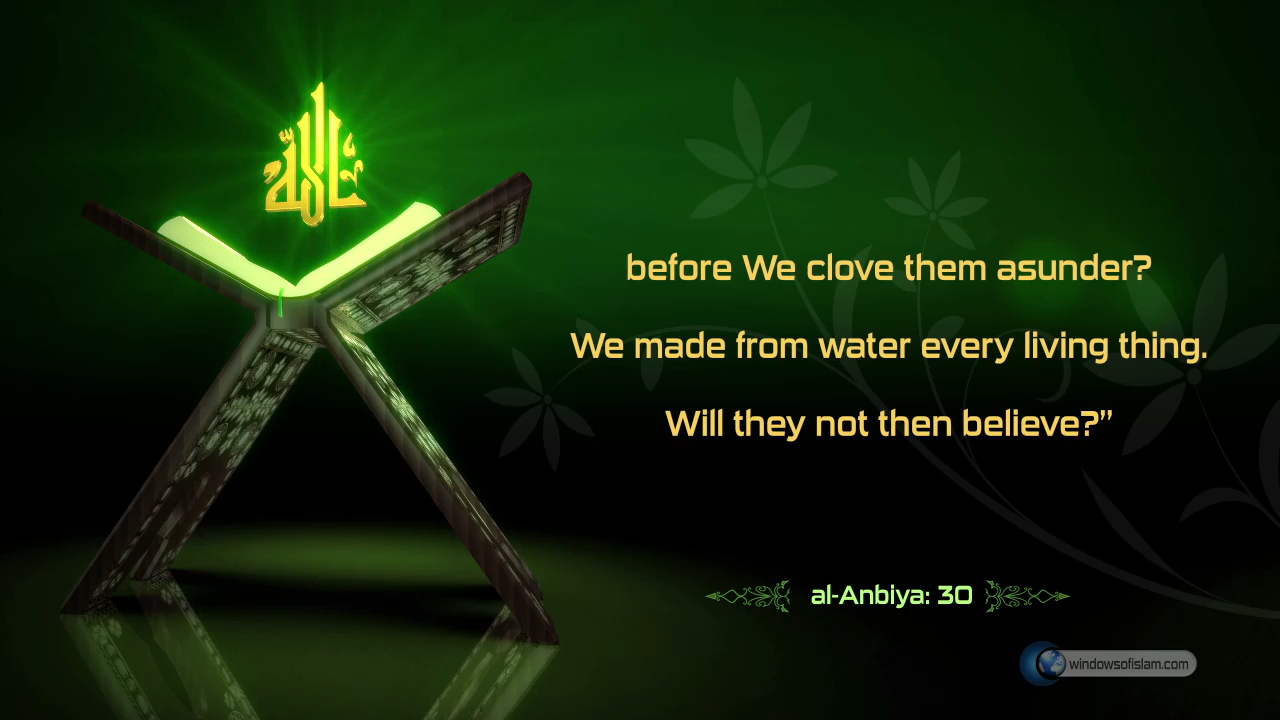 الله
before We clove them asunder?
We made from water every living thing.
Will they not then believe?”
al-Anbiya: 30
windowsofislam.com